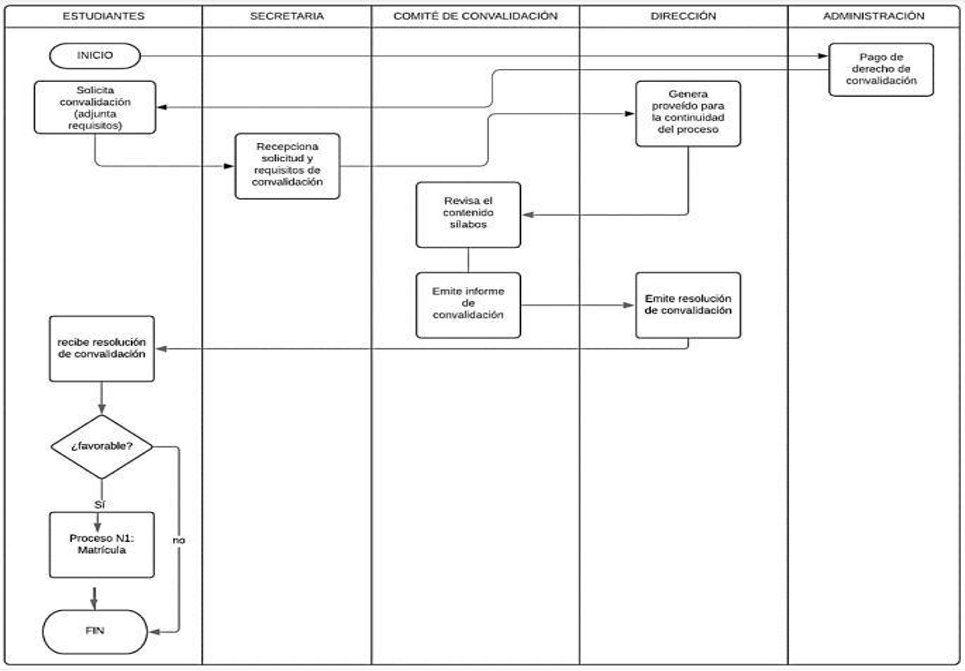 ESTUDIANTES
SECRETARIA
COMITÉ DE CONVALIDACIÓN
DIRECCIÓN
ADMINISTRACIÓN
INICIO
Pago de
derecho de
convalidación
Solicita
convalidación
(adjunta
requisitos)
Genera
proveído para
la continuidad
del proceso
Recepciona
solicitud y
requisitos de
convalidación
Revisa el
contenido
sílabos
Emite informe
de
convalidación
Emite resolución
de convalidación
recibe resolución
de convalidación
¿favorable?
Sí
no
Proceso N1:
Matrícula
FIN